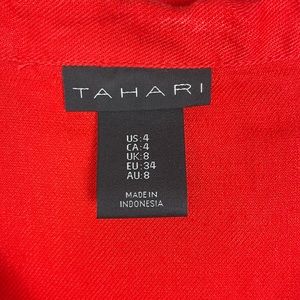 TAHARI
US:4
CA:4
UK:8
EU:34
AU:8
MADE IN
INDONESIA